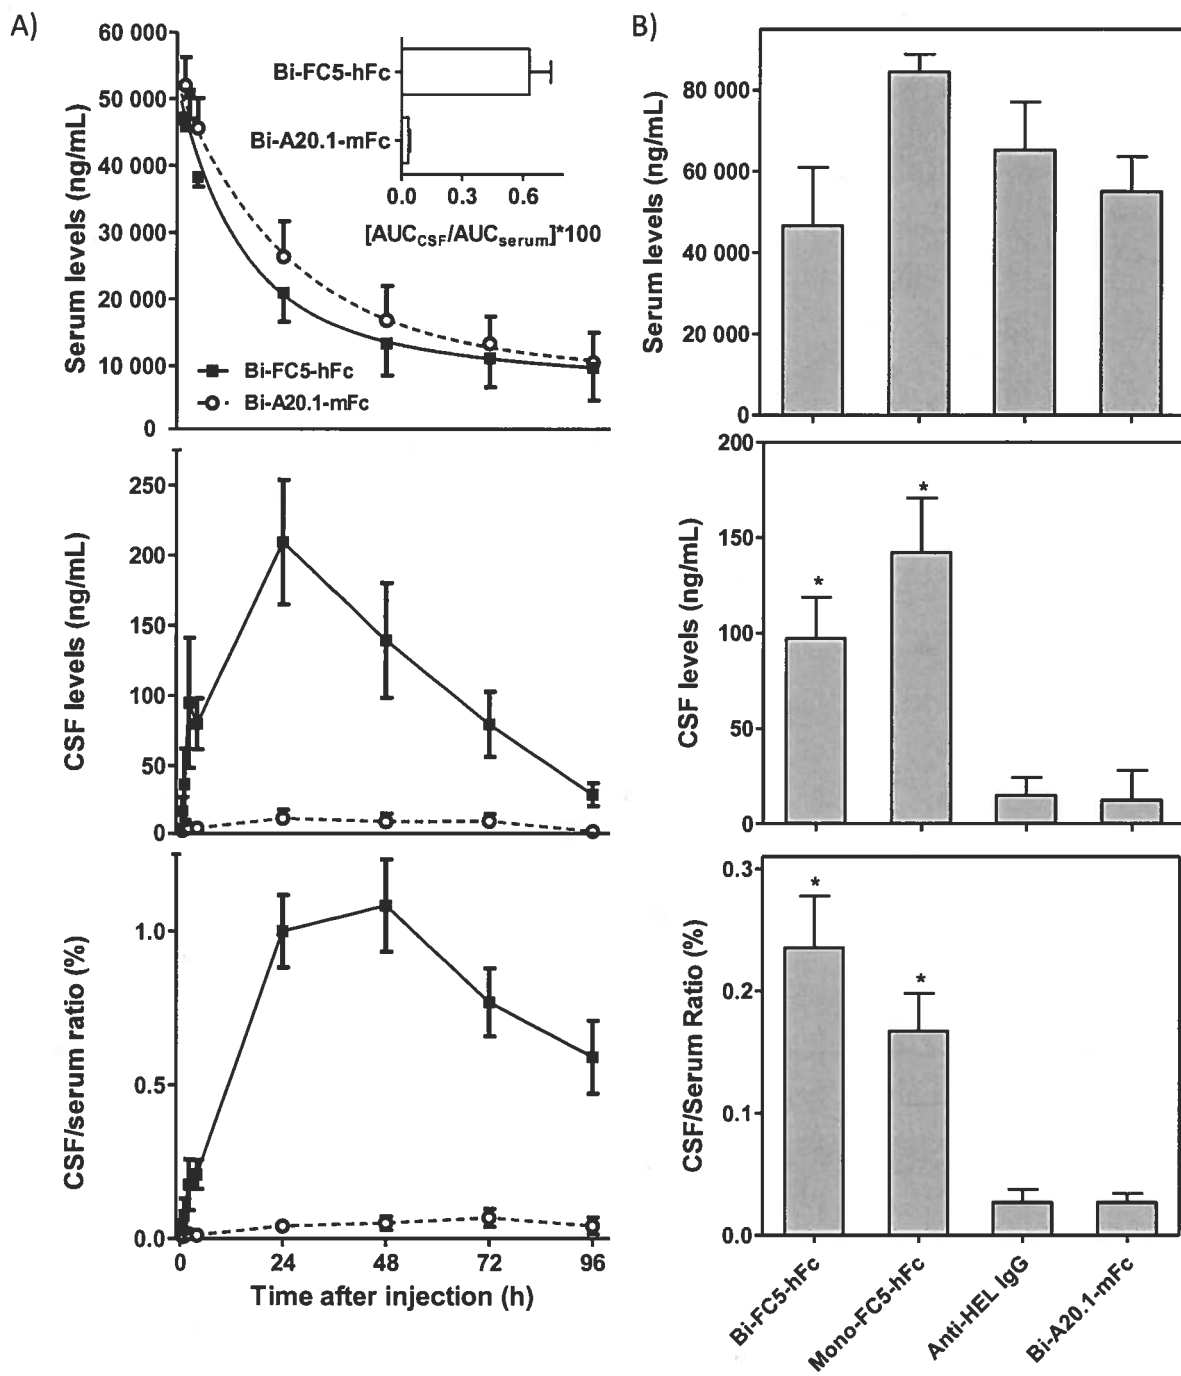 A)
60 000
50 000
40 000
30 000
20 000
10 000
0
Serum levels (ng/mL)
Bi-FC5-hFc
Bi-A20.1-mFc
0.0 0.3 0.6
[AUCCSF/AUCserum]*100
Bi-FC5-hFc
Bi-A20.1-mFc
250
200
150
100
50
0
CSF levels (ng/mL)
1.0
0.5
0.0
CSF/serum ratio (%)
0 24 48 72 96
Time after injection (h)
B)
80 000
60 000
40 000
20 000
0
Serum levels (ng/mL)
200
150
100
50
0
CSF levels (ng/mL)
* *
0.3
0.2
0.1
0.0
CSF/Serum Ratio (%)
* *
Bi-FC5-hFc
Mono-FC5-hFc
Anti-HEL IgG
Bi-A20.1-mFc